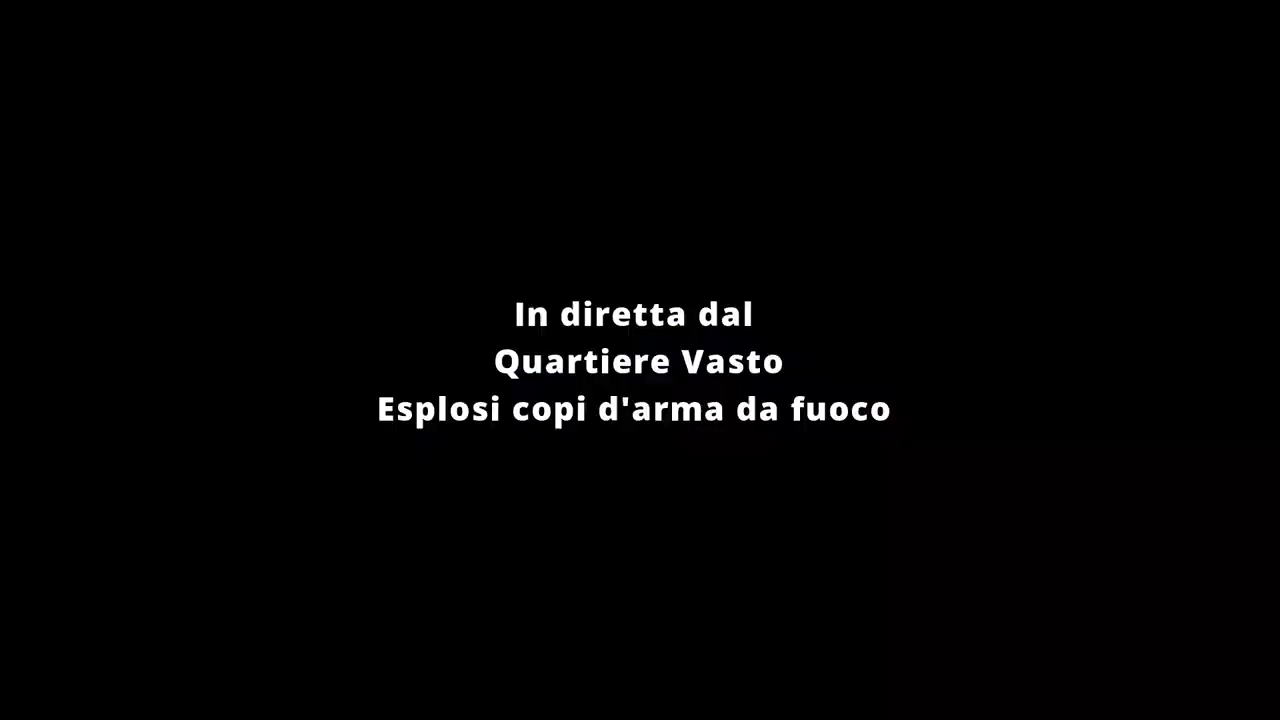 In diretta dal
Quartiere Vasto
Esplosi copi d'arma da fuoco